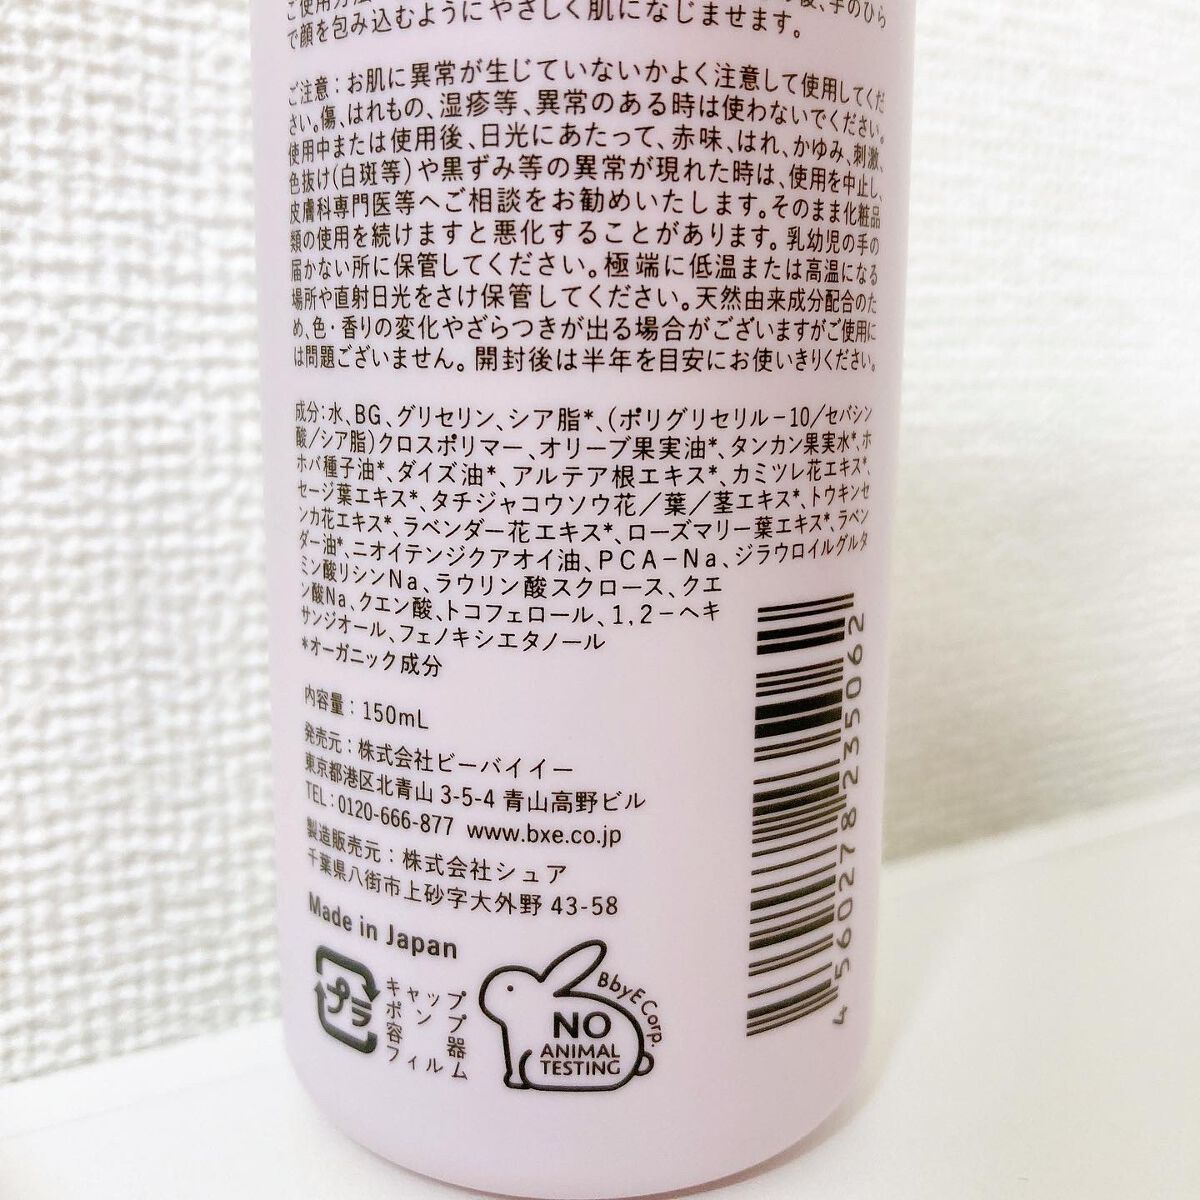 ご使用方法
後、手のひら
で顔を包み込むようにやさしく肌になじませます。
ご注意：お肌に異常が生じていないかよく注意して使用してくだ
さい。傷、はれもの、湿疹等、異常のある時は使わないでください。
使用中または使用後、日光にあたって、赤味、はれ、かゆみ、刺激、
色抜け(白斑等)や黒ずみ等の異常が現れた時は、使用を中止し、
皮膚科専門医等へご相談をお勧めいたします。そのまま化粧品
類の使用を続けますと悪化することがあります。乳幼児の手の
届かない所に保管してください。極端に低温または高温になる
場所や直射日光をさけ保管してください。天然由来成分配合のた
め、色・香りの変化やざらつきが出る場合がございますがご使用に
は問題ございません。開封後は半年を目安にお使いきりください。
成分：水、BG、グリセリン、シア脂*、(ポリグリセリル－10／セバシン
酸／シア脂)クロスポリマー、オリーブ果実油*、タンカン果実水*、ホ
ホバ種子油*、ダイズ油*、アルテア根エキス*、カミツレ花エキス*、
セージ葉エキス*、タチジャコウソウ花／葉／茎エキス*、トウキンセ
ンカ花エキス*、ラベンダー花エキス*、ローズマリー葉エキス*、ラベン
ダー油*、ニオイテンジクアオイ油、PCA－Na、ジラウロイルグルタ
ミン酸リシンNa、ラウリン酸スクロース、クエ
ン酸Na、クエン酸、トコフェロール、1,2－ヘキ
サンジオール、フェノキシエタノール
*オーガニック成分
内容量：150mL
発売元：株式会社ビーバイイー
東京都港区北青山 3-5-4 青山高野ビル
TEL：0120-666-877 www.bxe.co.jp
製造販売元：株式会社シュア
千葉県八街市上砂字大外野 43-58
Made in Japan
プラ
キャップ
ポンプ
容器
フィルム
BbyE Corp.
NO
ANIMAL
TESTING
4 560278 235062